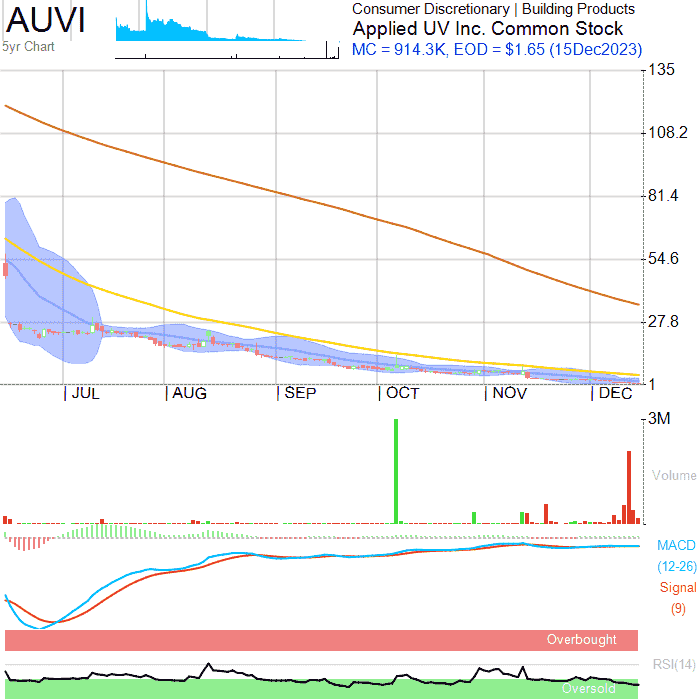 AUVI
5yr Chart
Consumer Discretionary | Building Products
Applied UV Inc. Common Stock
MC = 914.3K, EOD = $1.65 (15Dec2023)
135
108.2
81.4
54.6
27.8
1
JUL AUG SEP OCT NOV DEC
3M
Volume
MACD
(12-26)
Signal
(9)
Overbought
RSI(14)
Oversold